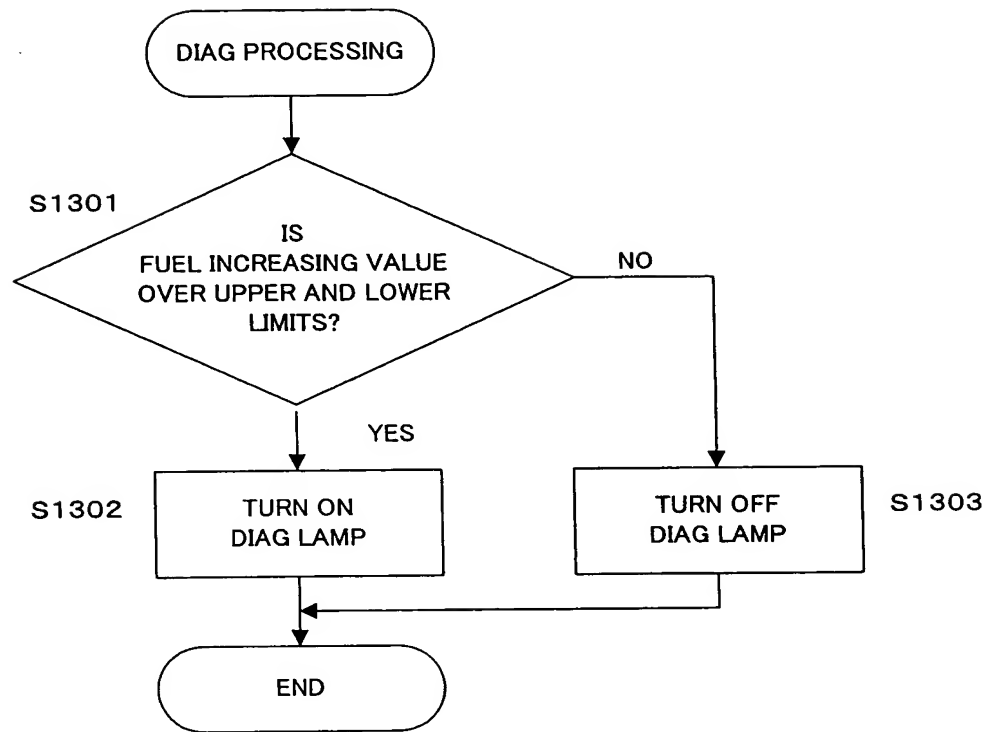 DIAG PROCESSING
S1301
IS
FUEL INCREASING VALUE
OVER UPPER AND LOWER
LIMITS?
NO
YES
S1302
TURN ON
DIAG LAMP
TURN OFF
DIAG LAMP
S1303
END